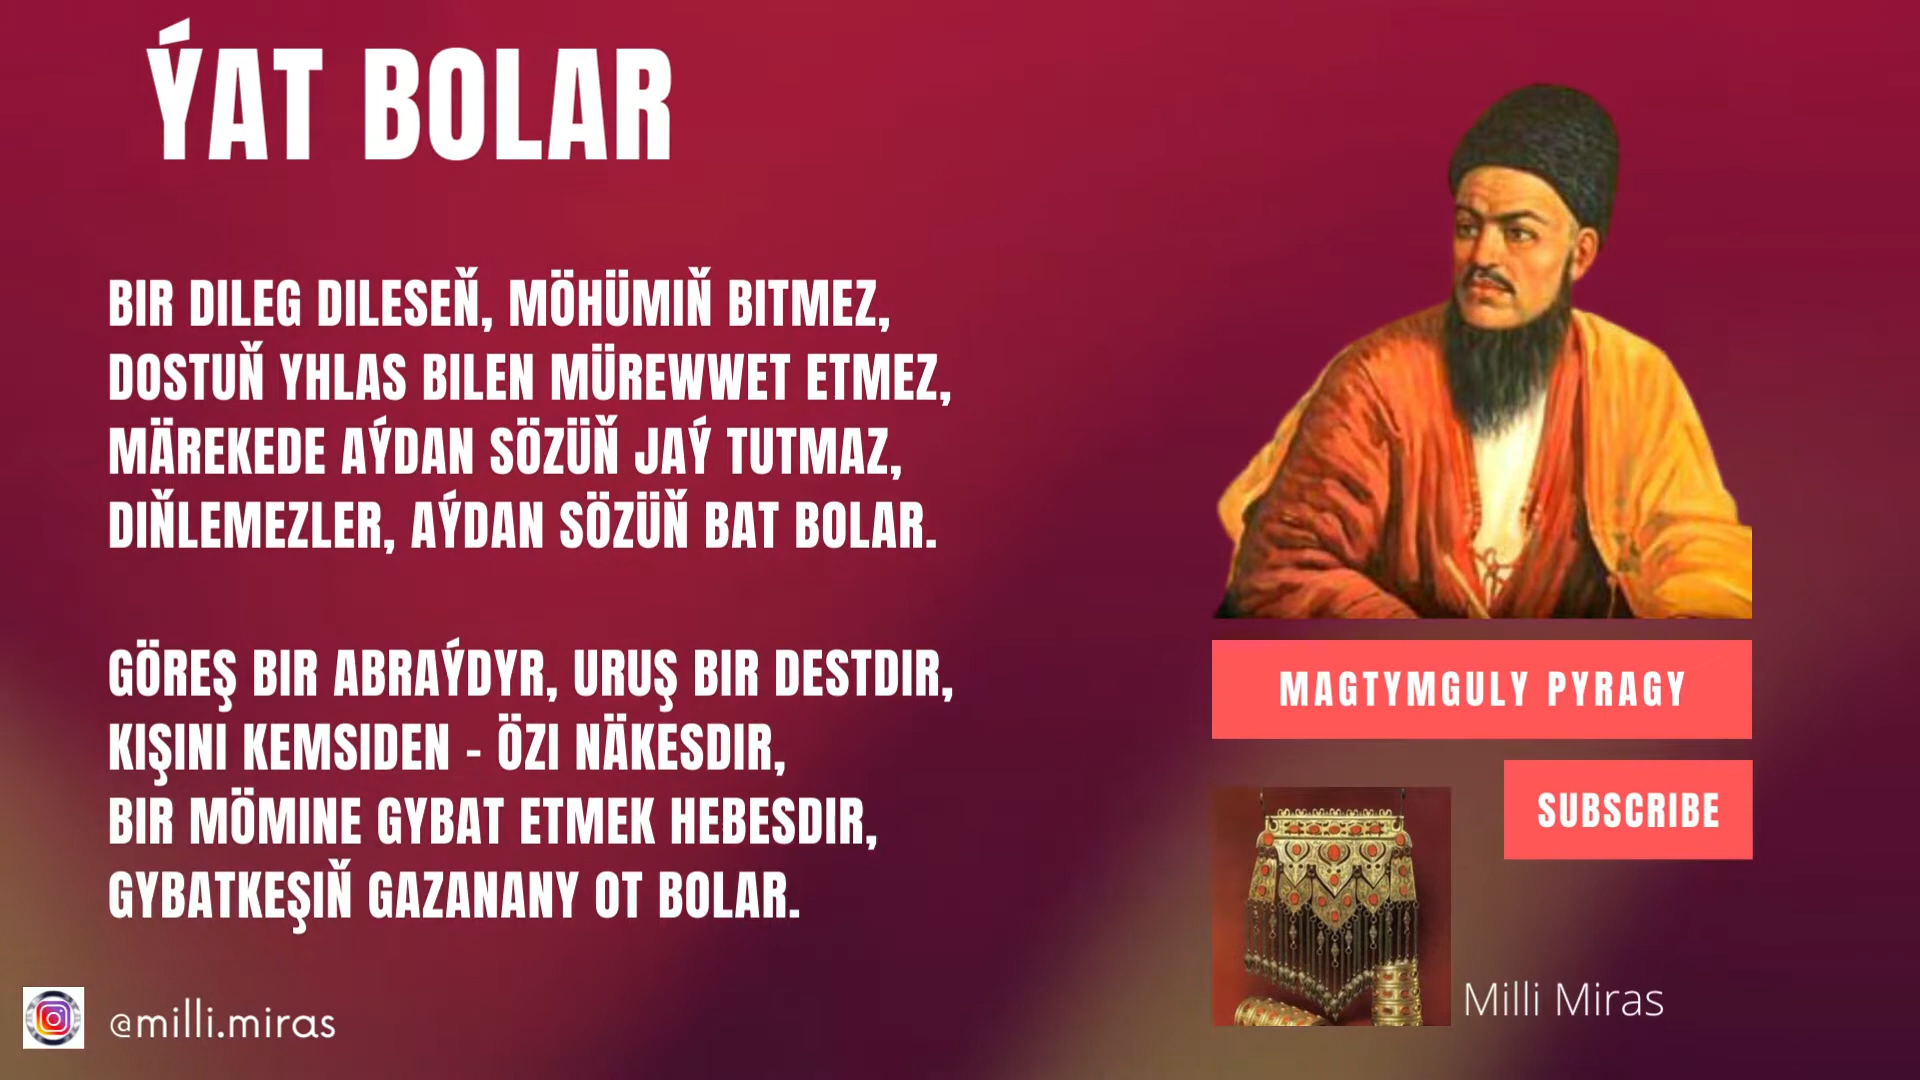 ÝAT BOLAR
BIR DILEG DILESEŇ, MÖHÜMIŇ BITMEZ,
DOSTUŇ YHLAS BILEN MÜREWWET ETMEZ,
MÄREKEDE AÝDAN SÖZÜŇ JAÝ TUTMAZ,
DIŇLEMEZLER, AÝDAN SÖZÜŇ BAT BOLAR.
GÖREŞ BIR ABRAÝDYR, URUŞ BIR DESTDIR,
KIŞINI KEMSIDEN - ÖZI NÄKESDIR,
BIR MÖMINE GYBAT ETMEK HEBESDIR,
GYBATKEŞIŇ GAZANANY OT BOLAR.
@milli.miras
MAGTYMGULY PYRAGY
SUBSCRIBE
Milli Miras